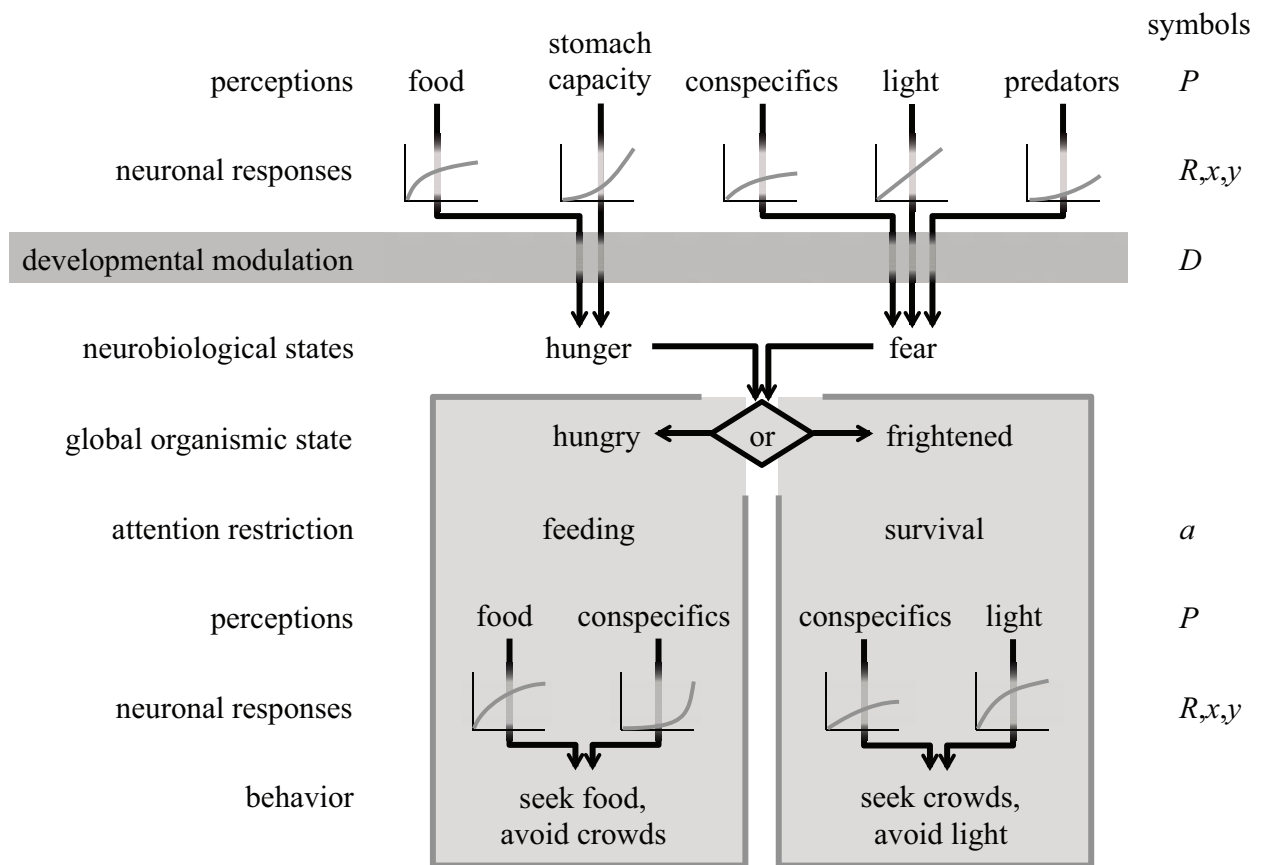 symbols
perceptions food stomach capacity conspecifics light predators P
neuronal responses R,x,y
developmental modulation D
neurobiological states hunger fear
global organismic state hungry or frightened
attention restriction feeding survival a
perceptions food conspecifics conspecifics light P
neuronal responses R,x,y
behavior seek food, seek crowds,
avoid crowds avoid light